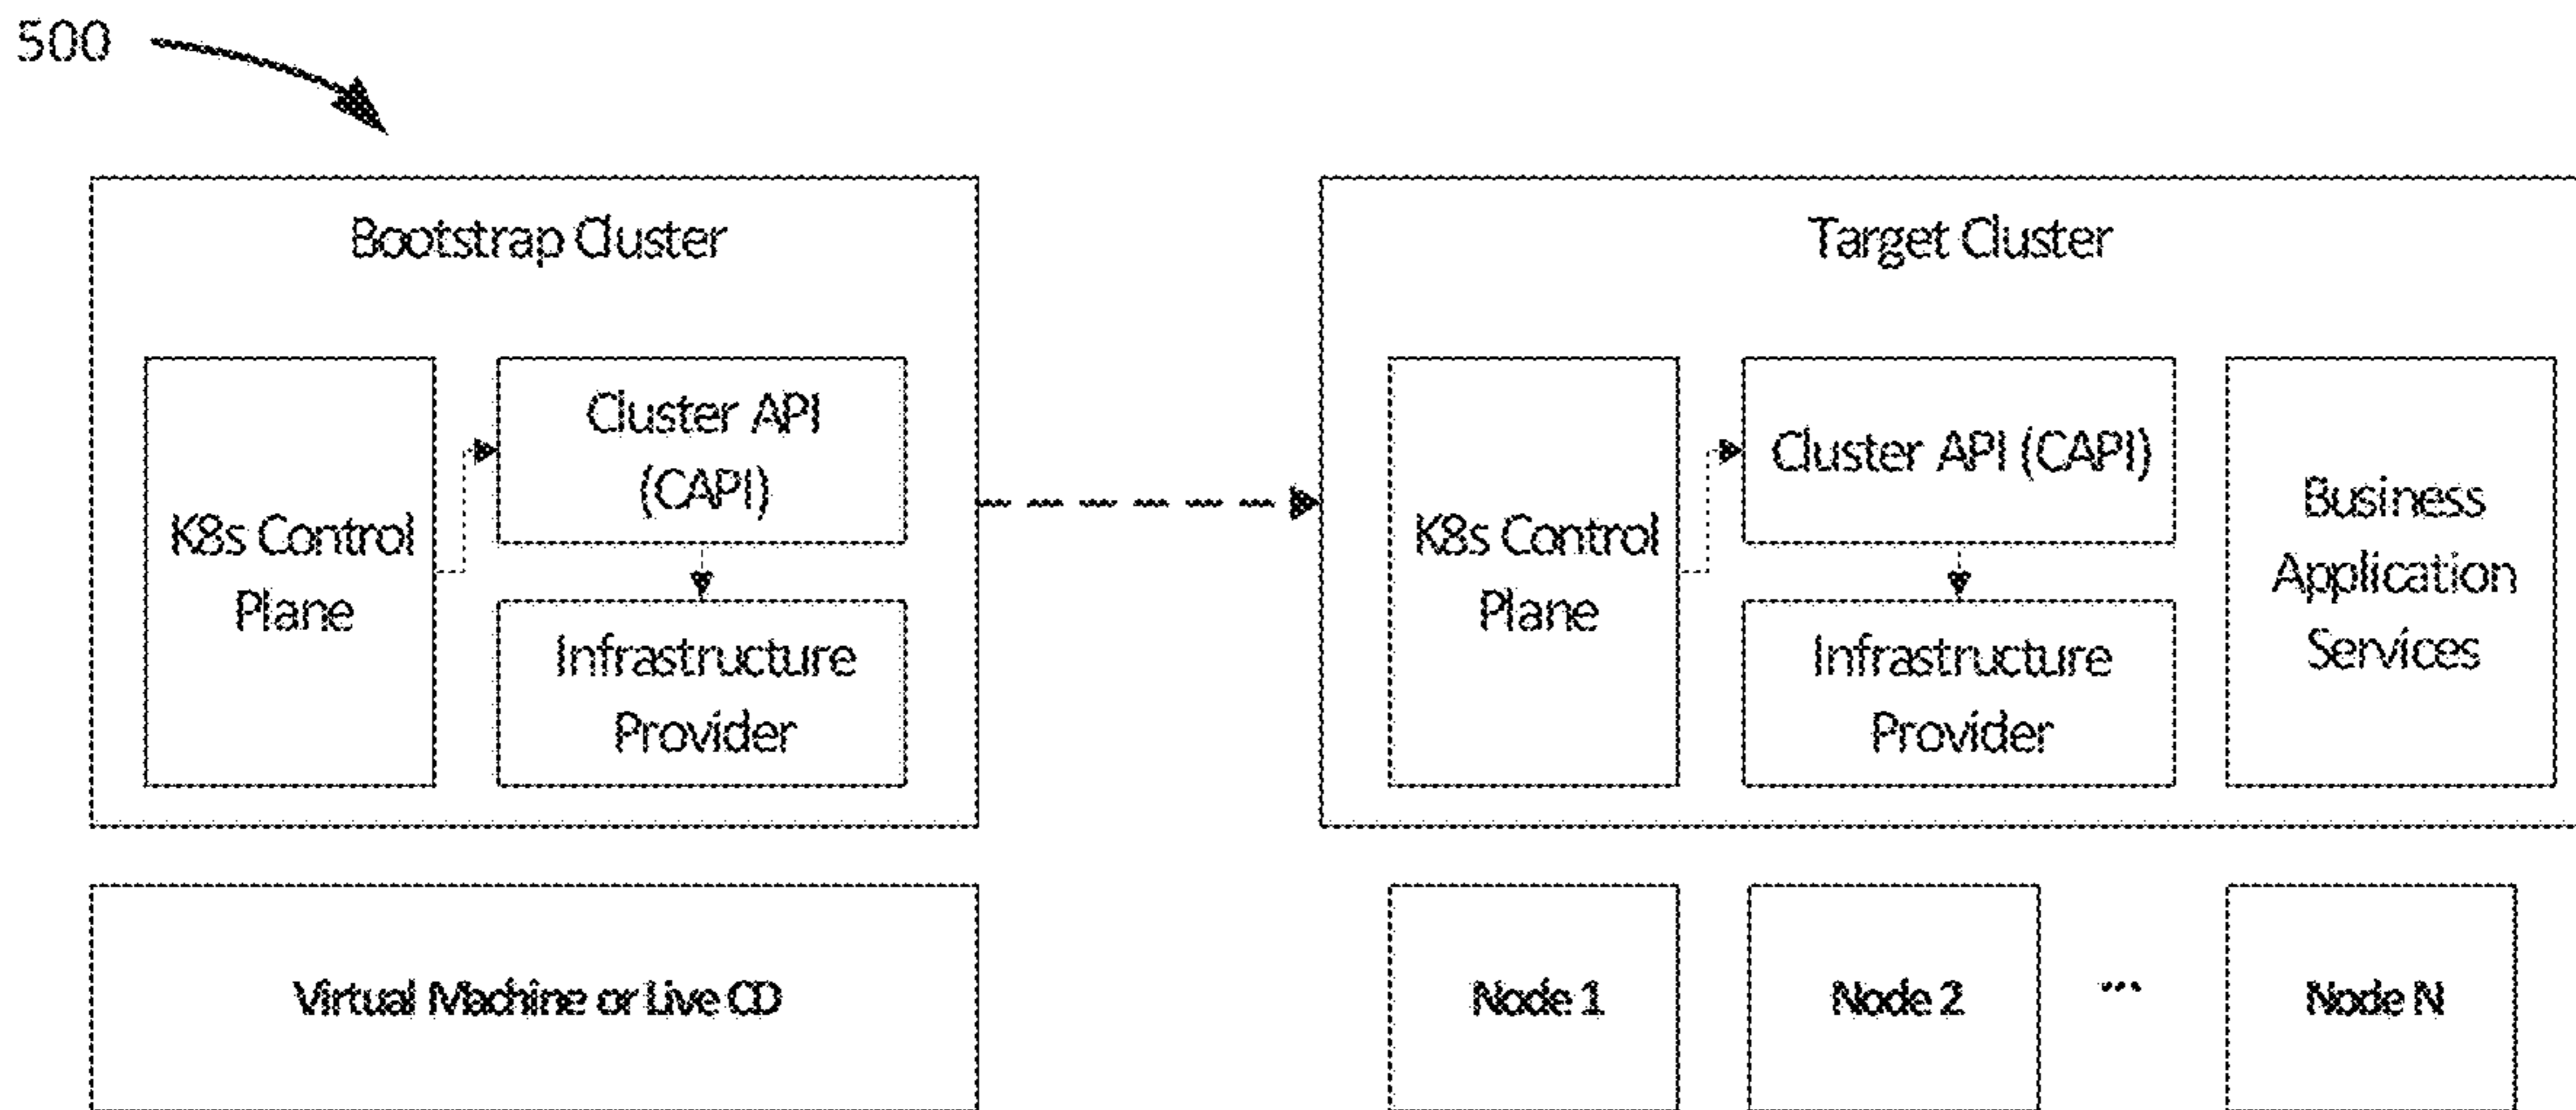 500
Bootstrap Cluster
K8s Control
Plane
Cluster API
(CAPI)
Infrastructure
Provider
Target Cluster
K8s Control
Plane
Cluster API (CAPI)
Infrastructure
Provider
Business
Application
Services
Virtual Machine or Live CD
Node 1
Node 2
...
Node N